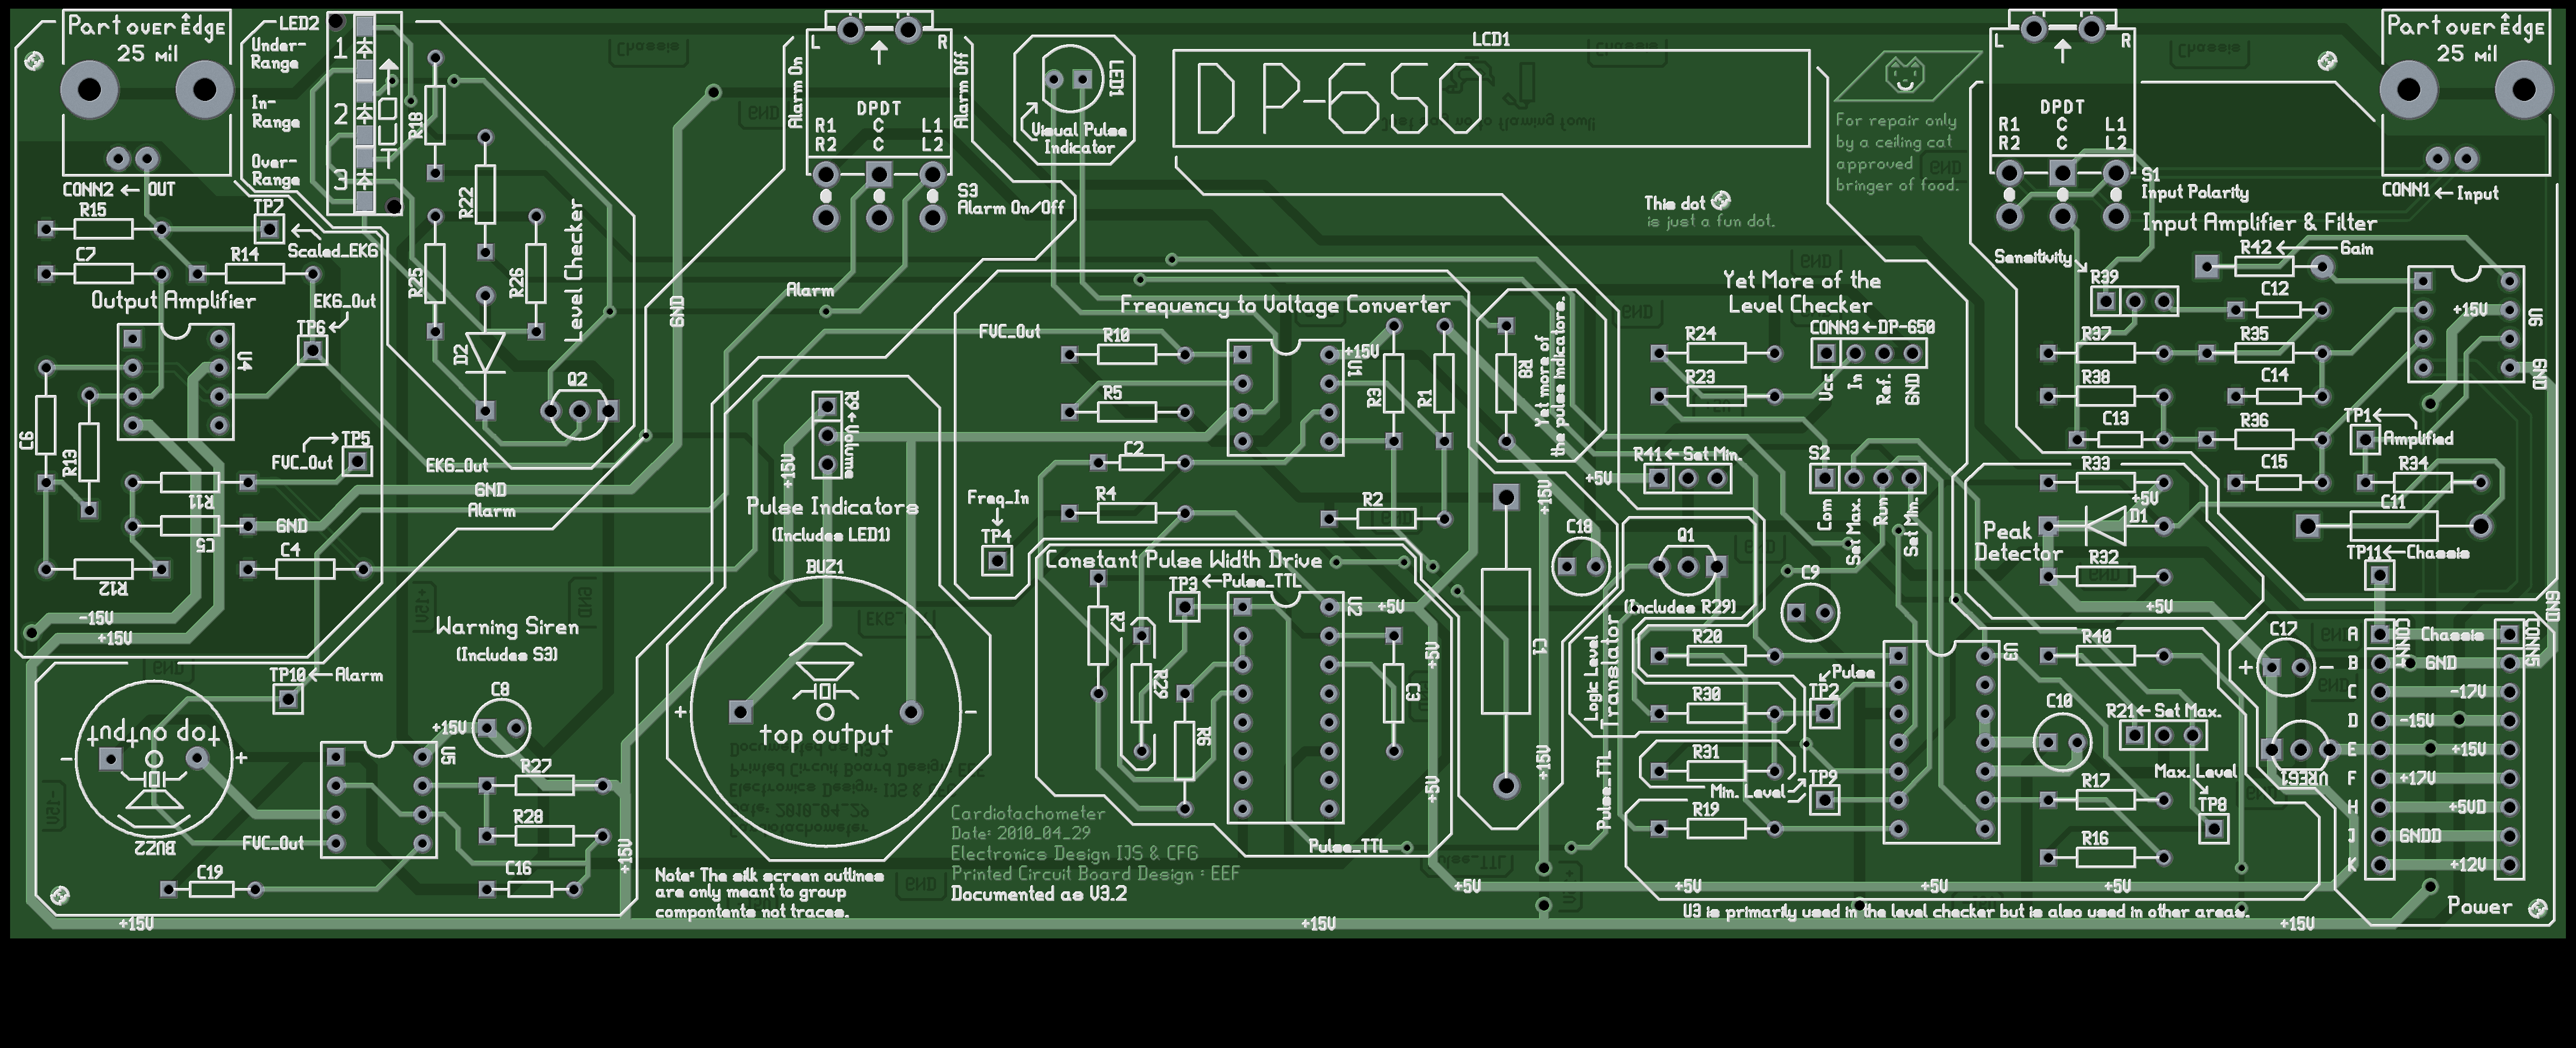 Part over Edge
25 mil
CONN2 ← OUT
LED2
Under-
Range
In-
Range
Over-
Range
1
2
3
OUT
R18
R22
R25
R26
D2
Q2
Level Checker
R15
TP7
Scaled_EKG
C7
R14
Output Amplifier
EKG_Out
TP6
U4
C6
R13
TP5
FVC_Out
R11
C5
GND
C4
R12
-15V
+15V
EKG_Out
GND
Alarm
GND
L
R
Alarm On
Alarm Off
DPDT
R1 C L1
R2 C L2
S3
Alarm On/Off
Alarm
LED1
Visual Pulse
Indicator
LCD1
DP-650
For repair only
by a ceiling cat
approved
bringer of food.
This dot
is just a fun dot.
L
R
DPDT
R1 C L1
R2 C L2
S1
Input Polarity
Part over Edge
25 mil
CONN1 ← Input
Input Amplifier & Filter
Sensitivity
R42
Gain
R39
C12
+15V
U6
GND
R37
R35
R38
C14
C13
R36
TP1
Amplified
C15
R34
C11
TP11 ← Chassis
R33
+5V
D1
Peak
Detector
R32
+5V
GND
Frequency to Voltage Converter
FVC_Out
R10
+15V
U1
R5
R3
R1
C2
R4
R2
Freq_In
TP4
R8
Yet more of
the pulse indicators.
Yet More of the
Level Checker
R24
CONN3 ← DP-650
R23
Vcc
In
Ref.
GND
R41 ← Set Min.
+5V
S2
Com
Set Max.
Run
Set Min.
+15V
C18
Q1
(Includes R29)
C9
C1
Logic Level
Translator
R20
R30
Pulse
TP2
R31
Min. Level
TP9
R19
Pulse_TTL
U3
R40
C10
R21 ← Set Max.
R17
Max. Level
TP8
R16
C17
+
-
VREG1
CONN4
CONN5
A Chassis
B GND
C -17V
D -15V
E +15V
F +17V
H +5VD
J GNDD
K +12V
Power
R9 ← Volume
+15V
Pulse Indicators
(Includes LED1)
BUZ1
+
-
top output
Constant Pulse Width Drive
TP3 ← Pulse_TTL
U2
+5V
R7
R29
R6
C3
+5V
+5V
+15V
Pulse_TTL
Warning Siren
(Includes S3)
TP10 ← Alarm
C8
+15V
top output
-
+
BUZ2
U5
R27
R28
FVC_Out
C19
C16
+15V
Cardiotachometer
Date: 2010_04_29
Electronics Design IJS & CFG
Printed Circuit Board Design : EEF
Documented as V3.2
Note: The silk screen outlines
are only meant to group
compontents not traces.
+5V
+5V
+5V
+5V
U3 is primarily used in the level checker but is also used in other areas.
+15V
+15V
+15V